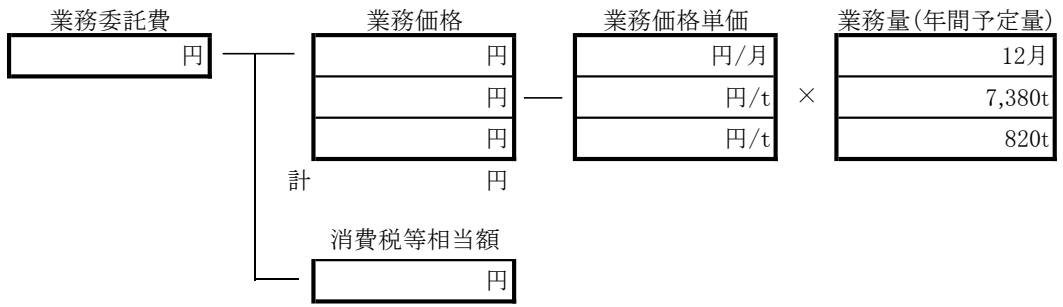 業務委託費 業務価格 業務価格単価 業務量(年間予定量)
円 円 円/月 12月
円 円/t × 7,380t
円 円/t 820t
計 円
消費税等相当額
円